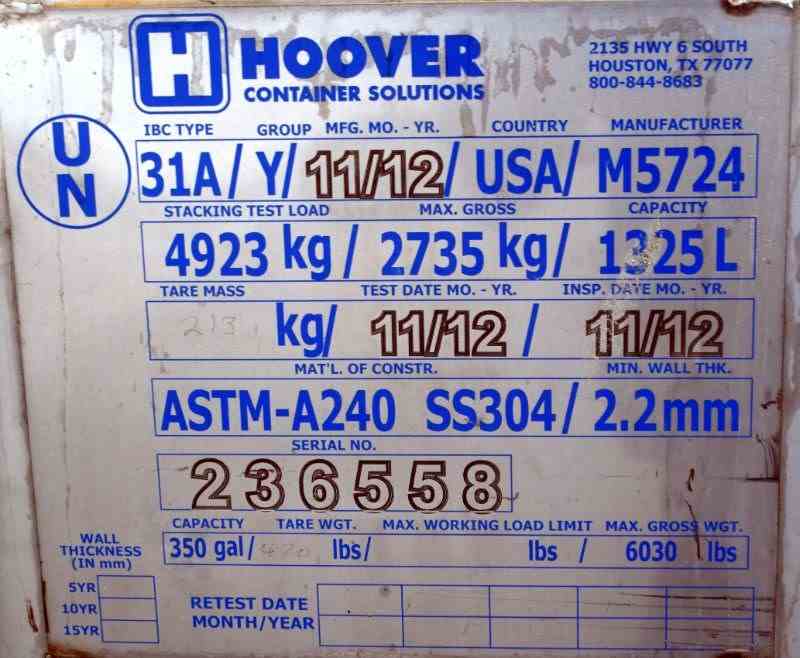 H HOOVER
CONTAINER SOLUTIONS
2135 HWY 6 SOUTH
HOUSTON, TX 77077
800-844-8683
UN
IBC TYPE GROUP MFG. MO. - YR. COUNTRY MANUFACTURER
31A/ Y/ 11/12/ USA/ M5724
STACKING TEST LOAD MAX. GROSS CAPACITY
4923 kg/ 2735 kg/ 1325 L
TARE MASS TEST DATE MO. - YR. INSP. DATE MO. - YR.
213 kg/ 11/12 / 11/12
MAT'L. OF CONSTR. MIN. WALL THK.
ASTM-A240 SS304/ 2.2mm
SERIAL NO.
236558
CAPACITY TARE WGT. MAX. WORKING LOAD LIMIT MAX. GROSS WGT.
350 gal/ lbs/ lbs / 6030 lbs
WALL
THICKNESS
(IN mm)
5YR
10YR
15YR
RETEST DATE
MONTH/YEAR